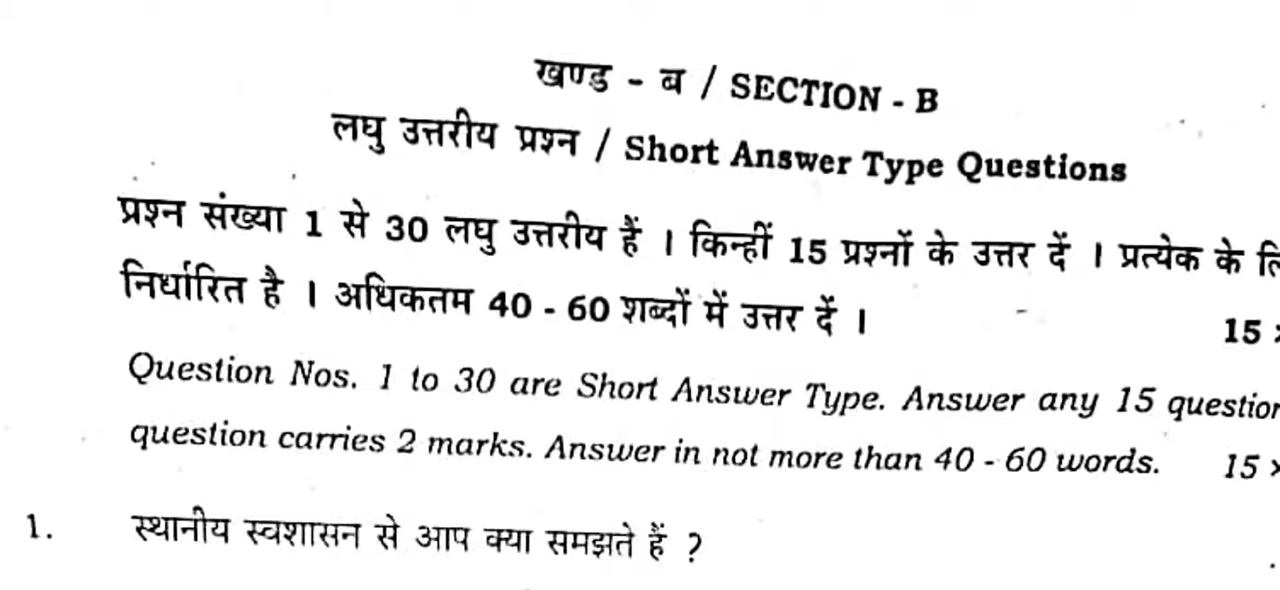 खण्ड - ब / SECTION - B
लघु उत्तरीय प्रश्न / Short Answer Type Questions
प्रश्न संख्या 1 से 30 लघु उत्तरीय हैं । किन्हीं 15 प्रश्नों के उत्तर दें । प्रत्येक के
निर्धारित है । अधिकतम 40 - 60 शब्दों में उत्तर दें ।
15
Question Nos. 1 to 30 are Short Answer Type. Answer any 15 question
question carries 2 marks. Answer in not more than 40 - 60 words. 15 ×
1. स्थानीय स्वशासन से आप क्या समझते हैं ?